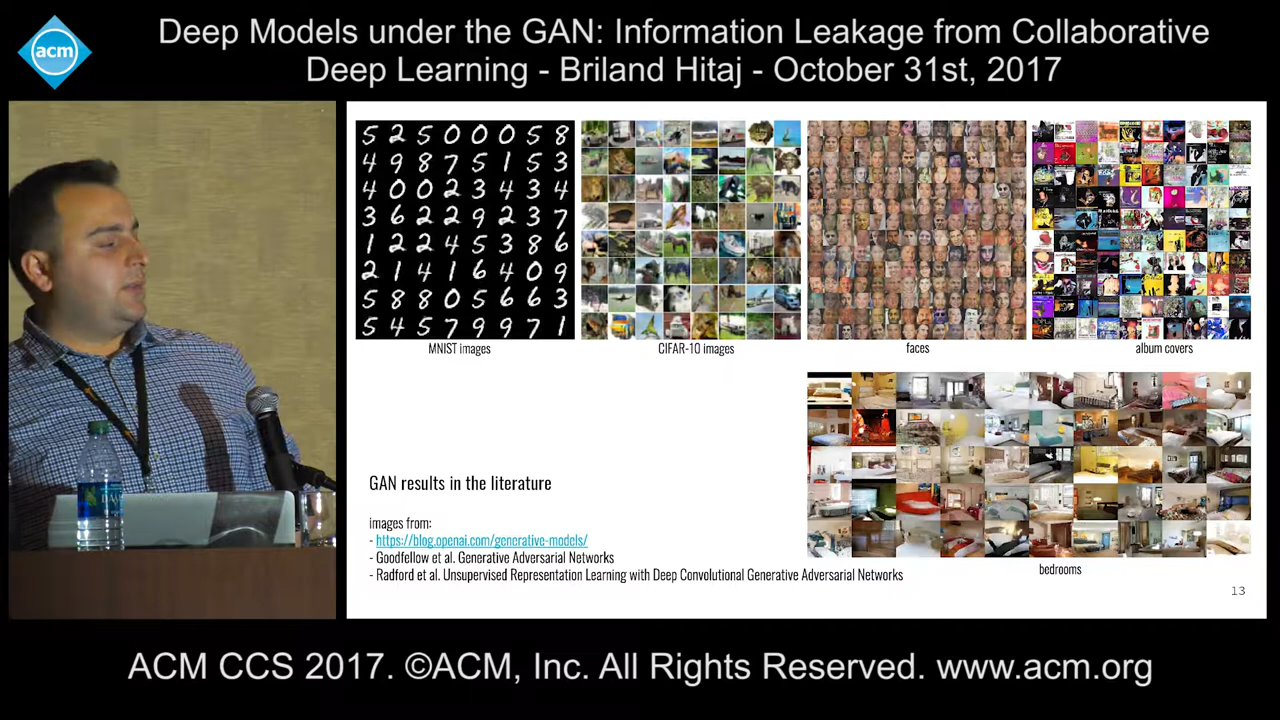 acm
Deep Models under the GAN: Information Leakage from Collaborative
Deep Learning - Briland Hitaj - October 31st, 2017
5 2 5 0 0 0 5 8
4 9 8 7 5 1 5 3
4 0 0 2 3 4 3 4
3 6 2 2 9 2 3 7
1 2 2 4 5 3 8 6
2 1 4 1 6 4 0 9
5 8 8 0 5 6 6 3
5 4 5 7 9 9 7 1
MNIST images
CIFAR-10 images
faces
album covers
GAN results in the literature
images from:
- https://blog.openai.com/generative-models/
- Goodfellow et al. Generative Adversarial Networks
- Radford et al. Unsupervised Representation Learning with Deep Convolutional Generative Adversarial Networks
bedrooms
13
ACM CCS 2017. ©ACM, Inc. All Rights Reserved. www.acm.org